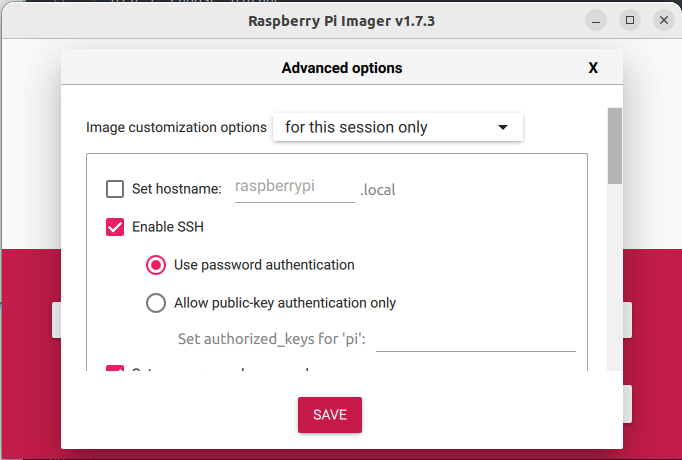 Raspberry Pi Imager v1.7.3
Advanced options X
Image customization options for this session only
Set hostname: raspberrypi .local
Enable SSH
Use password authentication
Allow public-key authentication only
Set authorized_keys for 'pi':
SAVE